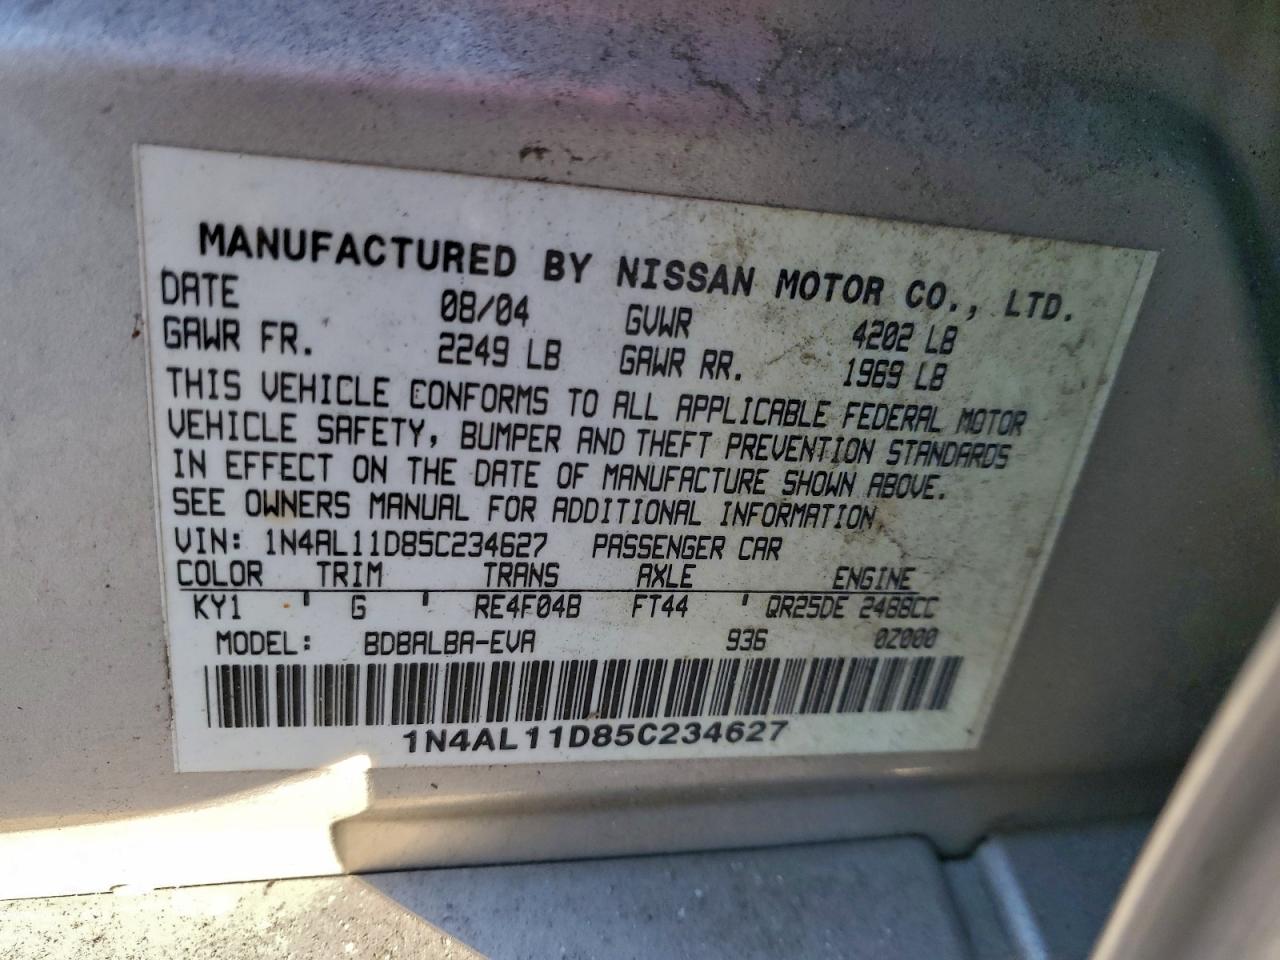 MANUFACTURED BY NISSAN MOTOR CO., LTD.
DATE 08/04 GVWR 4202 LB
GAWR FR. 2249 LB GAWR RR. 1969 LB
THIS VEHICLE CONFORMS TO ALL APPLICABLE FEDERAL MOTOR
VEHICLE SAFETY, BUMPER AND THEFT PREVENTION STANDARDS
IN EFFECT ON THE DATE OF MANUFACTURE SHOWN ABOVE.
SEE OWNERS MANUAL FOR ADDITIONAL INFORMATION.
VIN: 1N4AL11D85C234627 PASSENGER CAR
COLOR TRIM TRANS AXLE ENGINE
KY1 ' G ' RE4F04B FT44 ' QR25DE 2488CC
MODEL: BDBALBA-EVA 936 0Z000
1N4AL11D85C234627